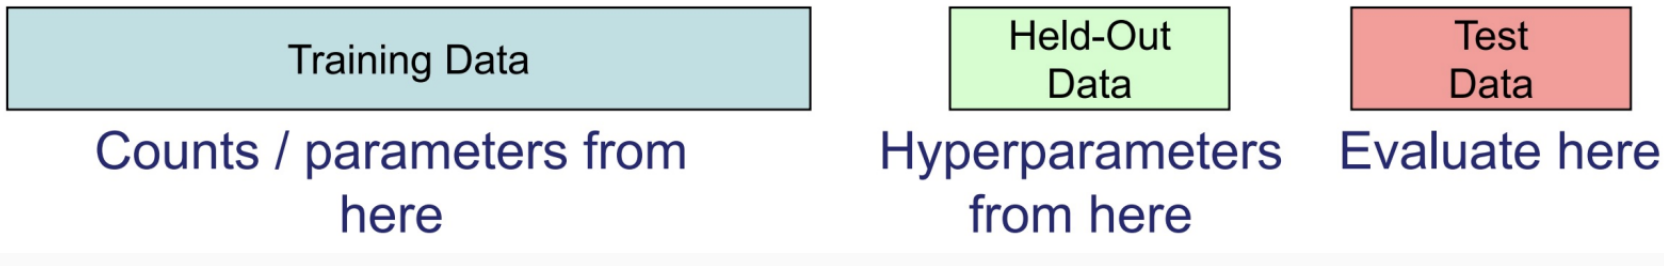 Training Data
Held-Out
Data
Test
Data
Counts / parameters from
here
Hyperparameters
from here
Evaluate here